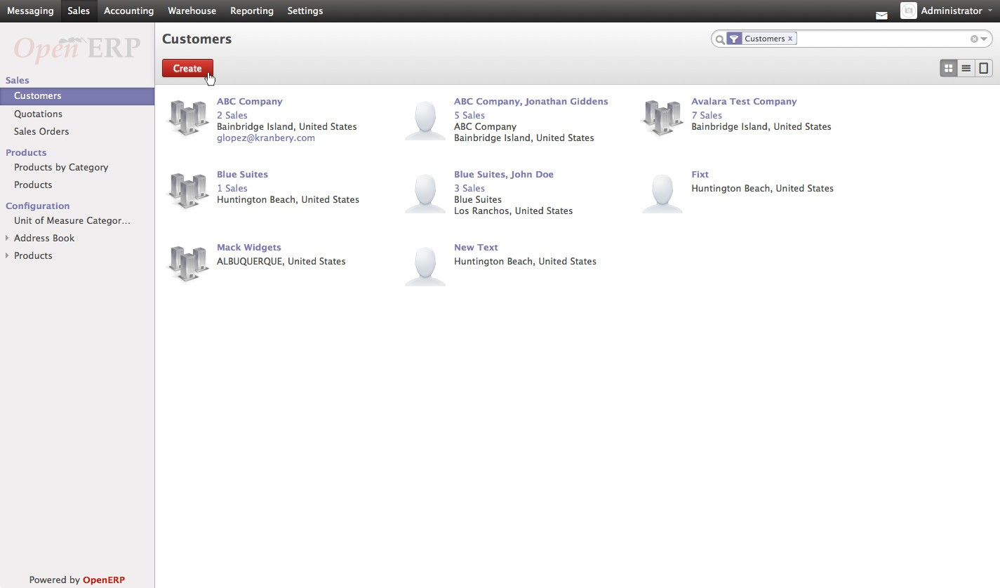 Messaging Sales Accounting Warehouse Reporting Settings Administrator
Open ERP
Customers
Customers x
Create
Sales
Customers
Quotations
Sales Orders
Products
Products by Category
Products
Configuration
Unit of Measure Categor...
Address Book
Products
ABC Company
2 Sales
Bainbridge Island, United States
glopez@kranbery.com
ABC Company, Jonathan Giddens
5 Sales
ABC Company
Bainbridge Island, United States
Avalara Test Company
7 Sales
Bainbridge Island, United States
Blue Suites
1 Sales
Huntington Beach, United States
Blue Suites, John Doe
3 Sales
Blue Suites
Los Ranchos, United States
Fixt
Huntington Beach, United States
Mack Widgets
ALBUQUERQUE, United States
New Text
Huntington Beach, United States
Powered by OpenERP